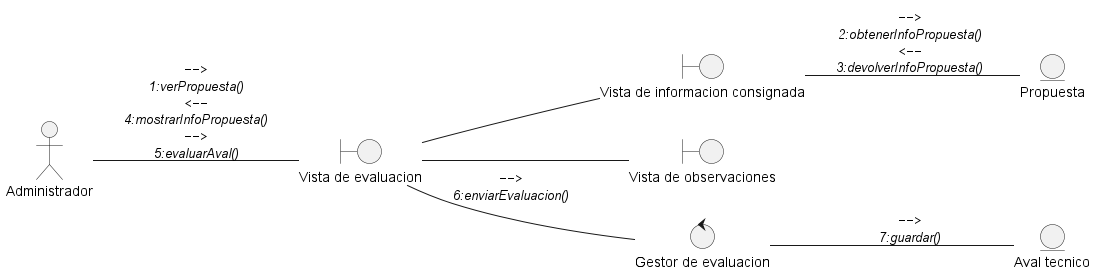 -->
1:verPropuesta()
<--
4:mostrarInfoPropuesta()
-->
5:evaluarAval()
Administrador
Vista de evaluacion
-->
6:enviarEvaluacion()
Vista de informacion consignada
-->
2:obtenerInfoPropuesta()
<--
3:devolverInfoPropuesta()
Propuesta
Vista de observaciones
Gestor de evaluacion
-->
7:guardar()
Aval tecnico